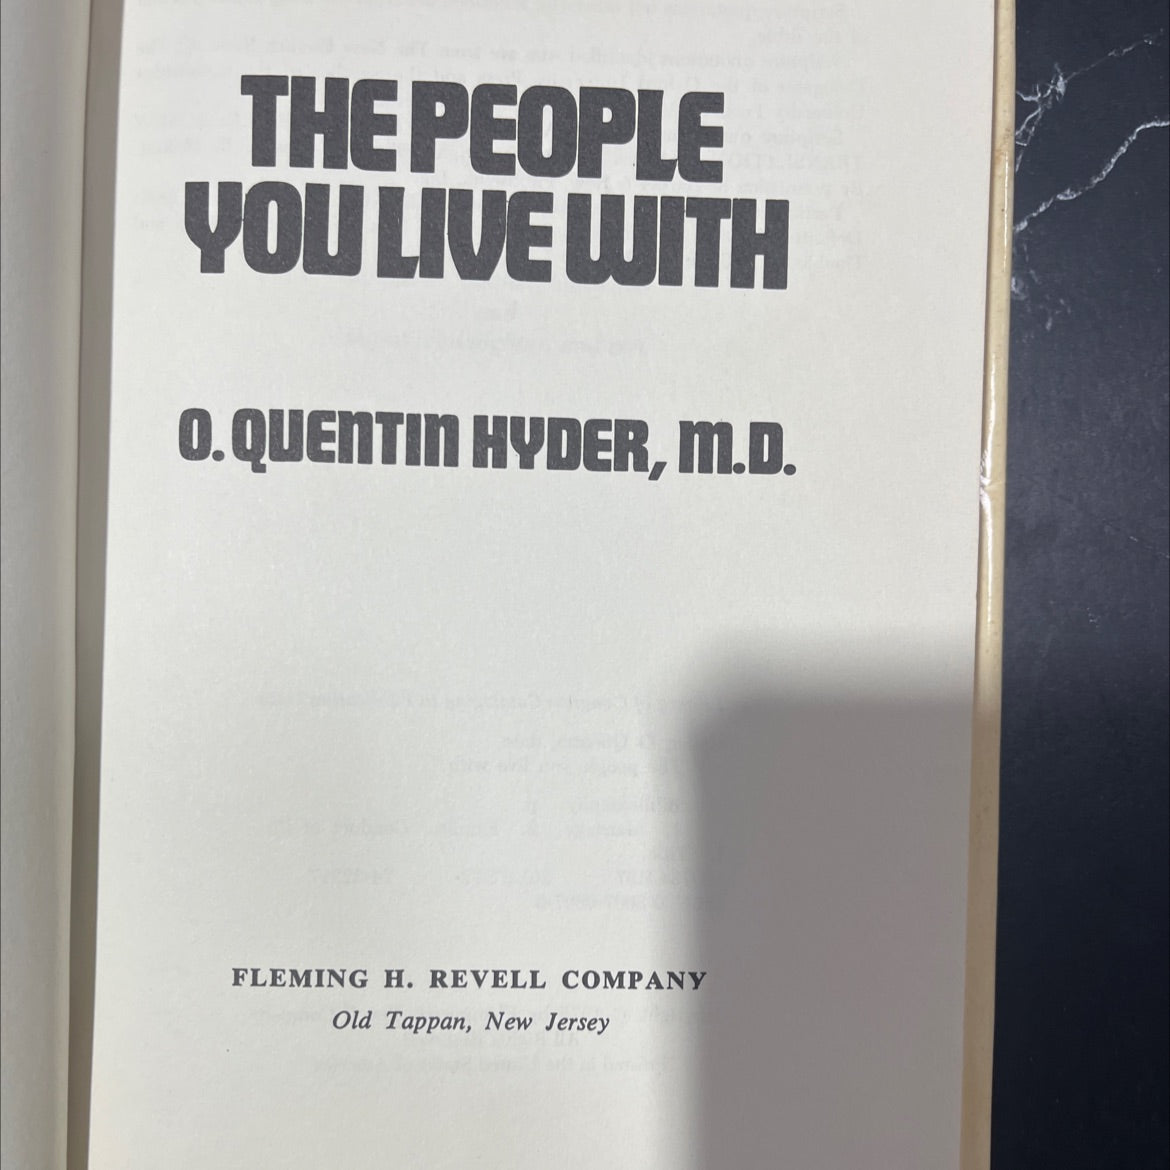 THE PEOPLE
YOU LIVE WITH
O. QUENTIN HYDER, M.D.
FLEMING H. REVELL COMPANY
Old Tappan, New Jersey